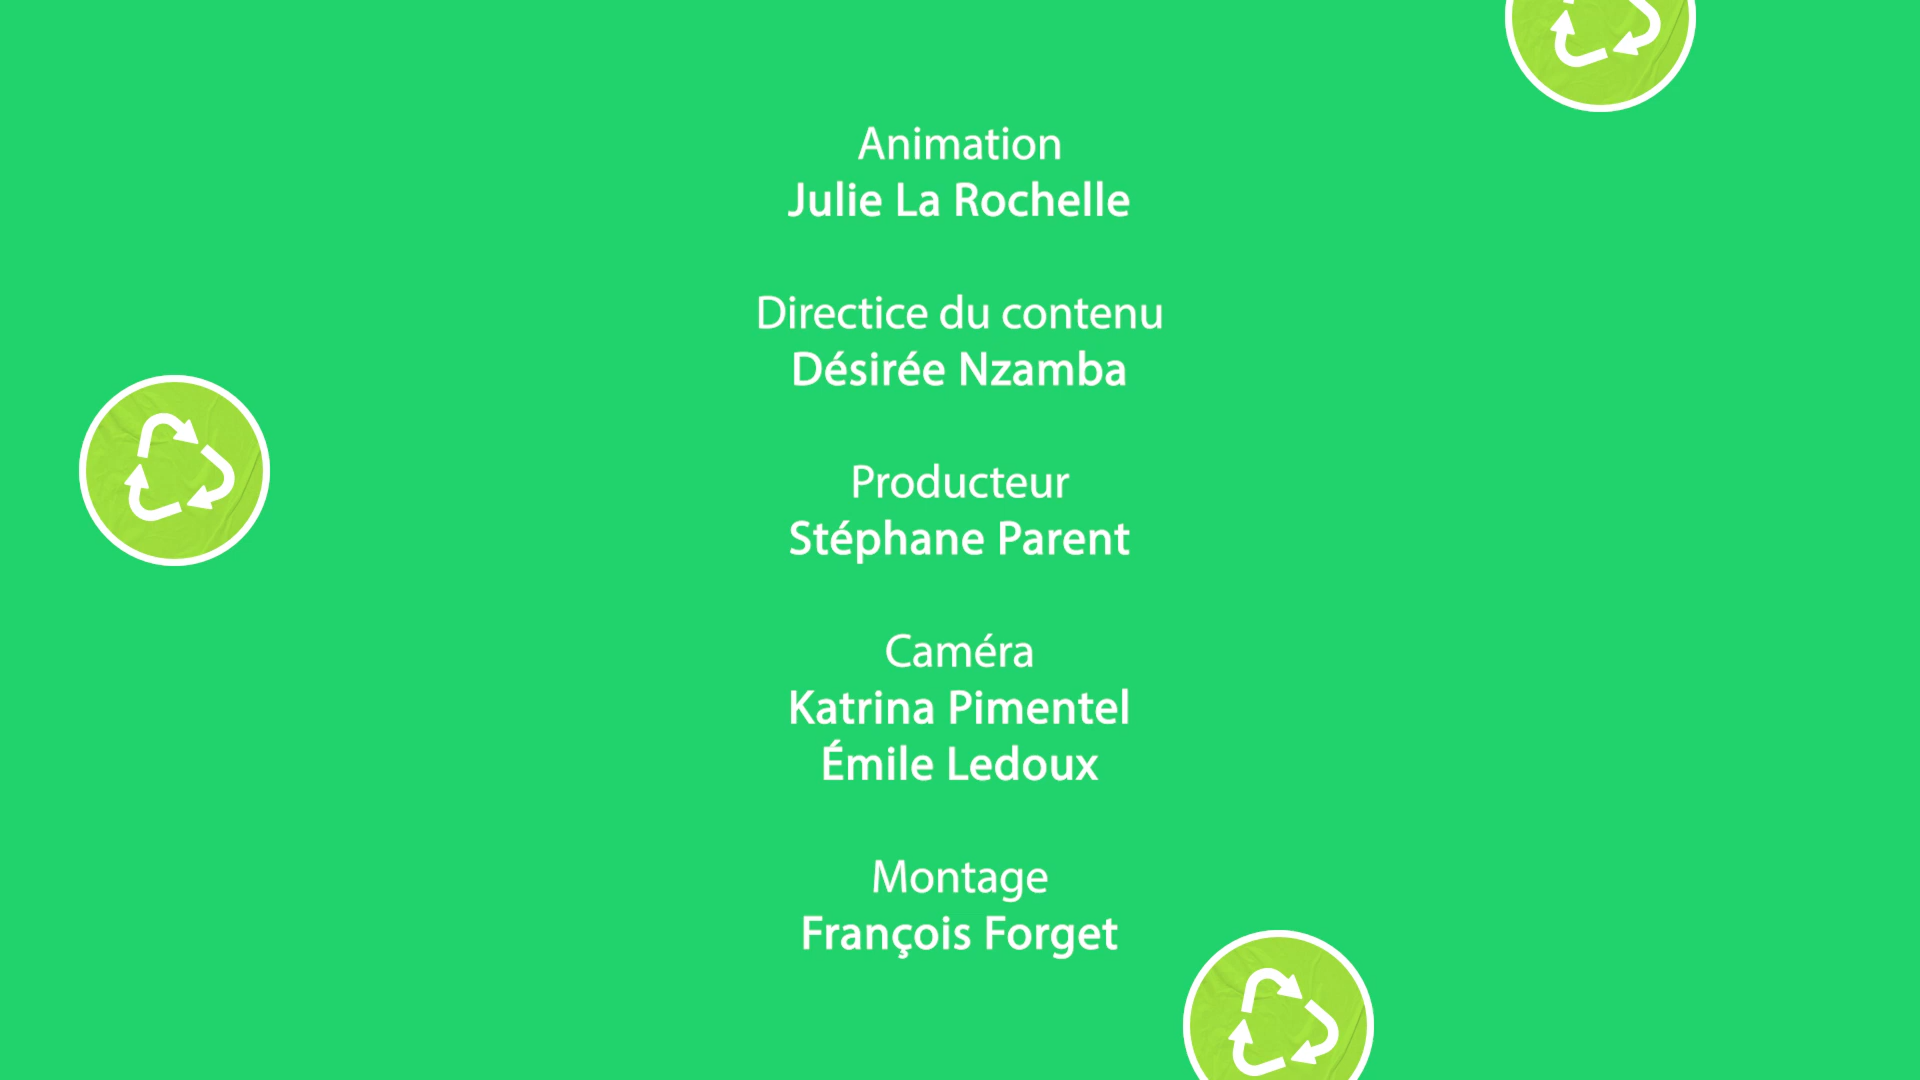 Animation
Julie La Rochelle
Directice du contenu
Désirée Nzamba
Producteur
Stéphane Parent
Caméra
Katrina Pimentel
Émile Ledoux
Montage
François Forget